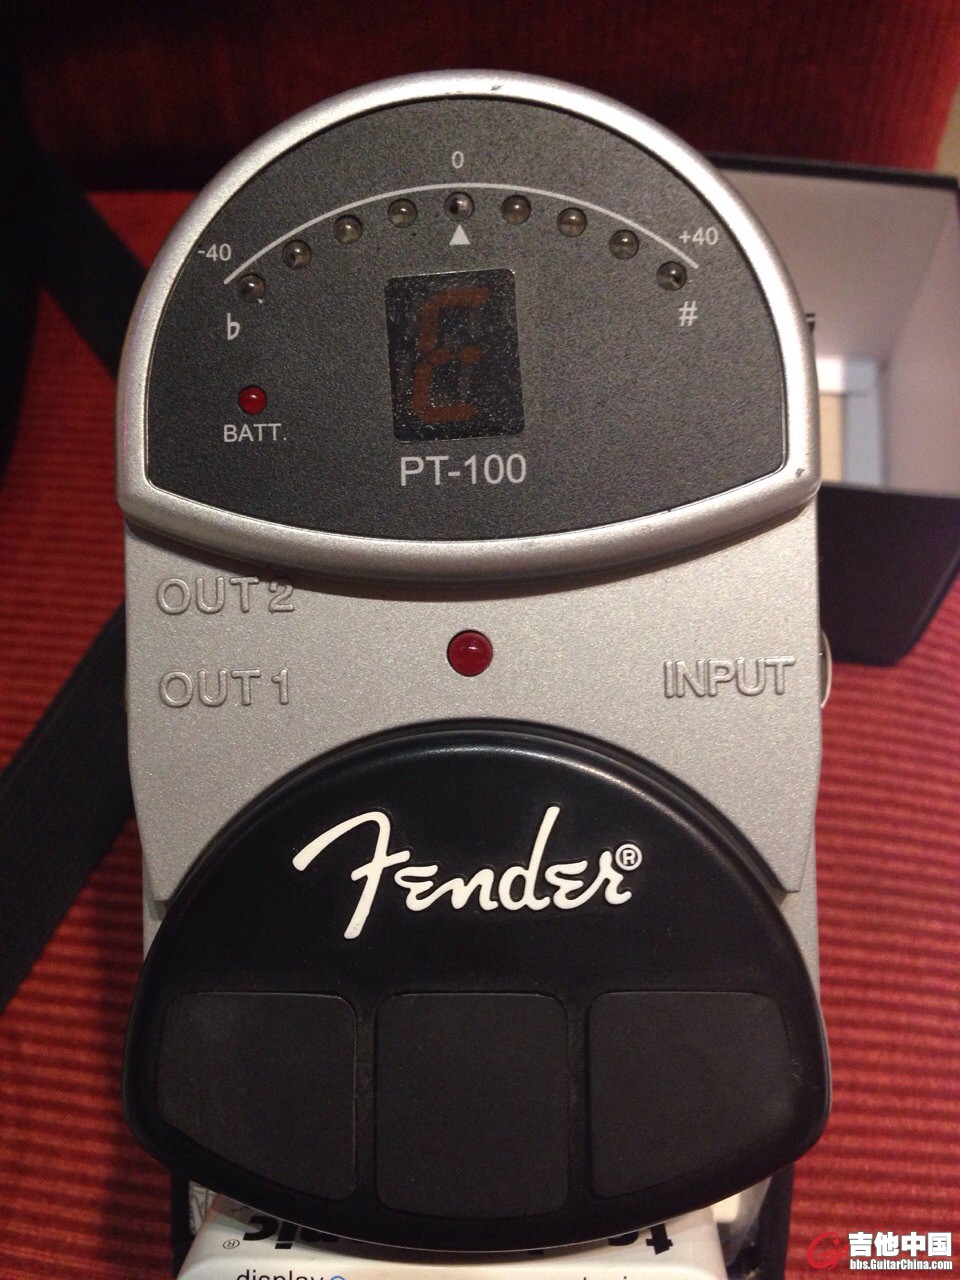 0
-40 +40
♭ #
E
BATT.
PT-100
OUT 2
OUT 1 INPUT
Fender®
display
吉他中国
bbs.GuitarChina.com